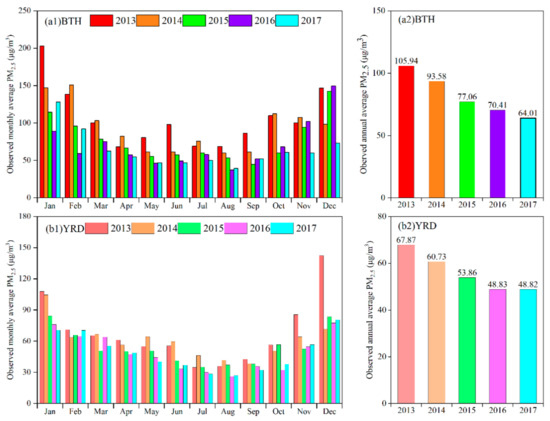 (a1)BTH
2013 2014 2015 2016 2017
Observed monthly average PM2.5 (μg/m³)
250
200
150
100
50
0
Jan Feb Mar Apr May Jun Jul Aug Sep Oct Nov Dec
(a2)BTH
Observed annual average PM2.5 (μg/m³)
150
100
50
0
105.94
93.58
77.06
70.41
64.01
2013 2014 2015 2016 2017
(b1)YRD
2013 2014 2015 2016 2017
Observed monthly average PM2.5 (μg/m³)
180
150
120
90
60
30
0
Jan Feb Mar Apr May Jun Jul Aug Sep Oct Nov Dec
(b2)YRD
Observed annual average PM2.5 (μg/m³)
80
60
40
20
0
67.87
60.73
53.86
48.83
48.82
2013 2014 2015 2016 2017